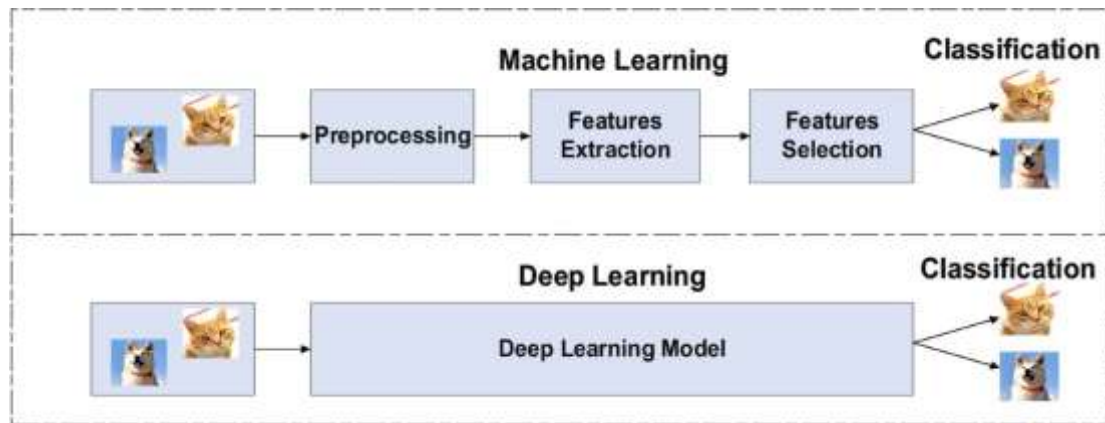 Machine Learning
Classification
Preprocessing
Features
Extraction
Features
Selection
Deep Learning
Classification
Deep Learning Model